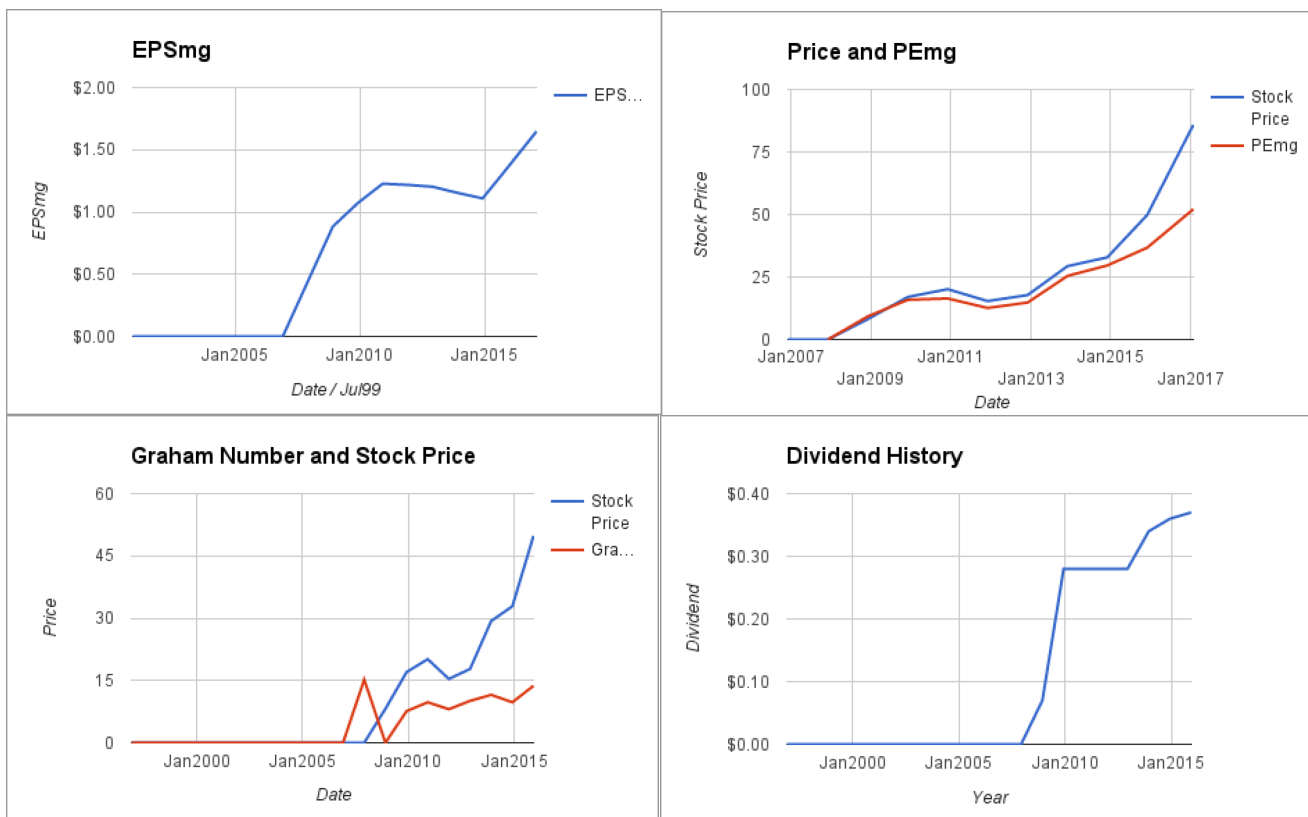 EPSmg
$2.00
$1.50
$1.00
$0.50
$0.00
EPSmg
Jan2005 Jan2010 Jan2015
Date / Jul99
EPS...
Price and PEmg
100
75
50
25
0
Stock Price
Jan2007 Jan2011 Jan2015
Jan2009 Jan2013 Jan2017
Date
Stock
Price
PEmg
Graham Number and Stock Price
60
45
30
15
0
Price
Jan2000 Jan2005 Jan2010 Jan2015
Date
Stock
Price
Gra...
Dividend History
$0.40
$0.30
$0.20
$0.10
$0.00
Dividend
Jan2000 Jan2005 Jan2010 Jan2015
Year